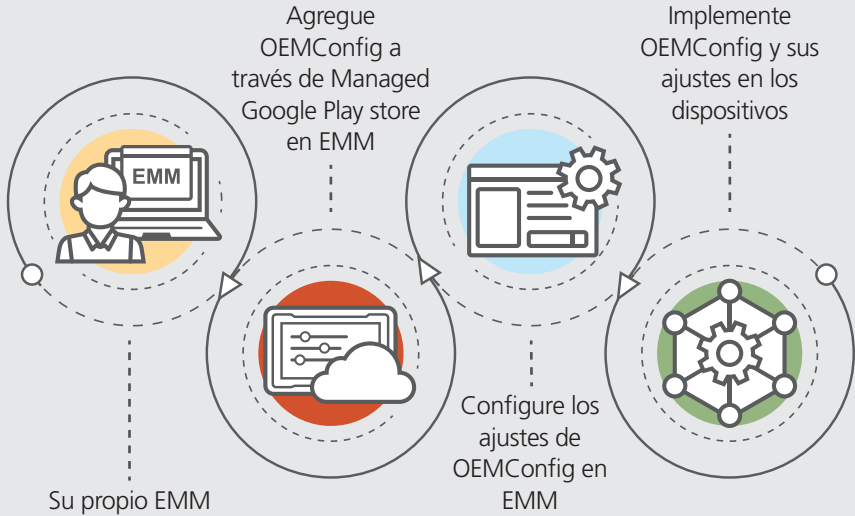 EMM
Su propio EMM
Agregue
OEMConfig a
través de Managed
Google Play store
en EMM
Configure los
ajustes de
OEMConfig en
EMM
Implemente
OEMConfig y sus
ajustes en los
dispositivos